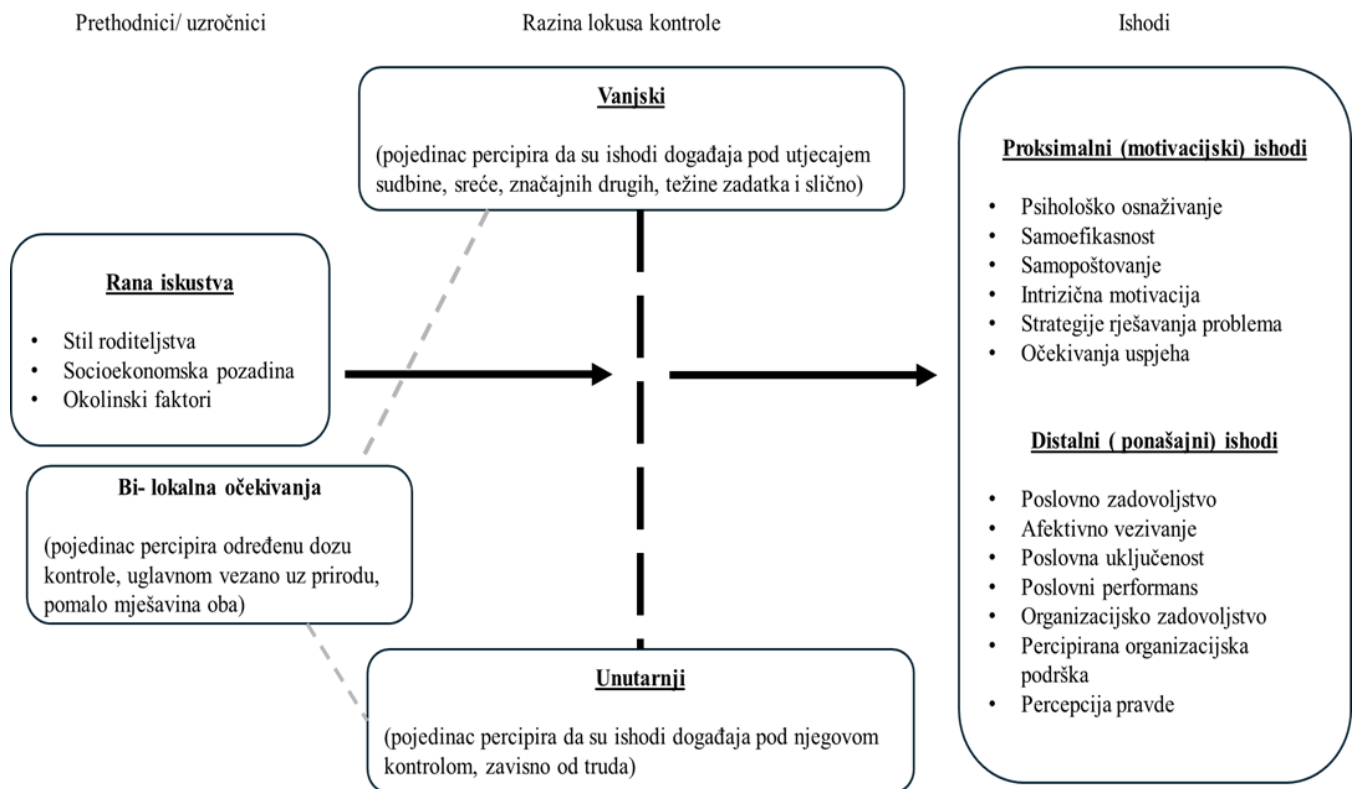 Prethodnici/ uzročnici
Razina lokusa kontrole
Ishodi
Vanjski
(pojedinac percipira da su ishodi događaja pod utjecajem
sudbine, sreće, značajnih drugih, težine zadatka i slično)
Rana iskustva
• Stil roditeljstva
• Socioekonomska pozadina
• Okolinski faktori
Bi- lokalna očekivanja
(pojedinac percipira određenu dozu
kontrole, uglavnom vezano uz prirodu,
pomalo mješavina oba)
Unutarnji
(pojedinac percipira da su ishodi događaja pod njegovom
kontrolom, zavisno od truda)
Proksimalni (motivacijski) ishodi
• Psihološko osnaživanje
• Samoefikasnost
• Samopoštovanje
• Intrizična motivacija
• Strategije rješavanja problema
• Očekivanja uspjeha
Distalni ( ponašajni) ishodi
• Poslovno zadovoljstvo
• Afektivno vezivanje
• Poslovna uključenost
• Poslovni performans
• Organizacijsko zadovoljstvo
• Percipirana organizacijska
podrška
• Percepcija pravde